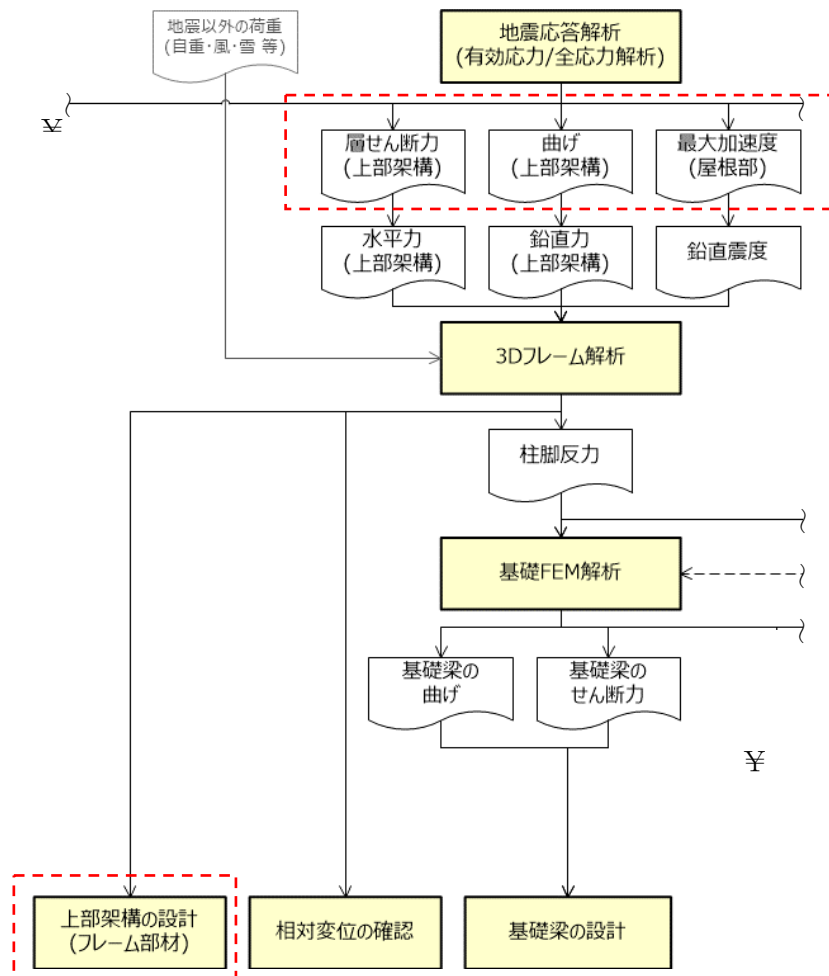 地震以外の荷重
(自重・風・雪 等)
地震応答解析
(有効応力/全応力解析)
¥
層せん断力
(上部架構)
曲げ
(上部架構)
最大加速度
(屋根部)
水平力
(上部架構)
鉛直力
(上部架構)
鉛直震度
3Dフレーム解析
柱脚反力
基礎FEM解析
基礎梁の
曲げ
基礎梁の
せん断力
¥
上部架構の設計
(フレーム部材)
相対変位の確認
基礎梁の設計